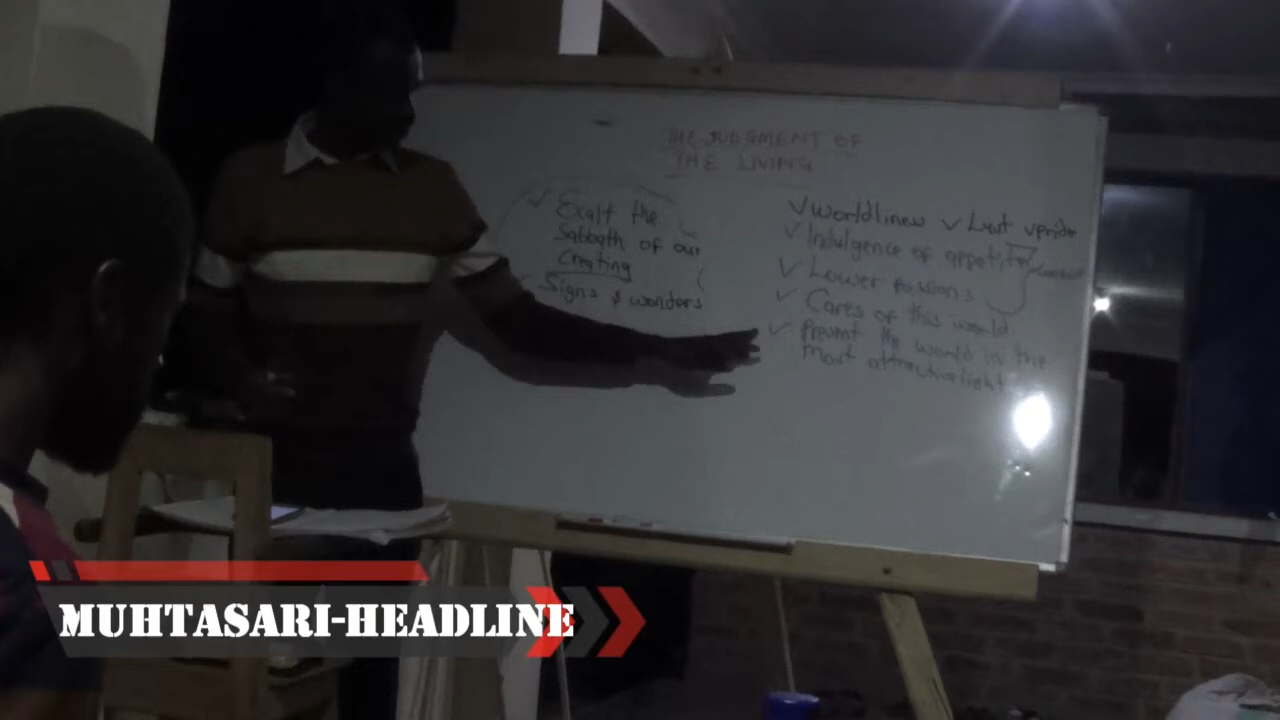 THE JUDGMENT OF
THE LIVING
✓ Exalt the
Sabbath of our
Creating
Signs & wonders
✓ Worldliness ✓ Lust ✓ pride
✓ Indulgence of appetite
✓ Lower passions
✓ Cares of this world
✓ Present the world in the
most attractive light
MUHTASARI-HEADLINE